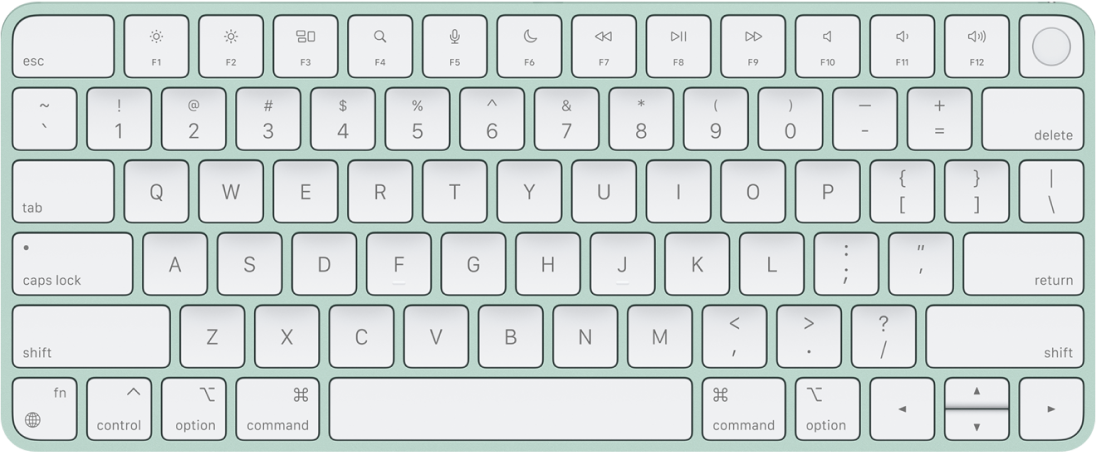 esc F1 F2 F3 F4 F5 F6 F7 F8 F9 F10 F11 F12
~ ! @ # $ % ^ & * ( ) — +
` 1 2 3 4 5 6 7 8 9 0 - = delete
tab Q W E R T Y U I O P { } |
[ ] \
caps lock A S D F G H J K L : "
; ' return
shift Z X C V B N M < > ?
, . / shift
fn ^ ⌥ ⌘ ⌘ ⌥
control option command command option ◀ ▲ ▼ ▶